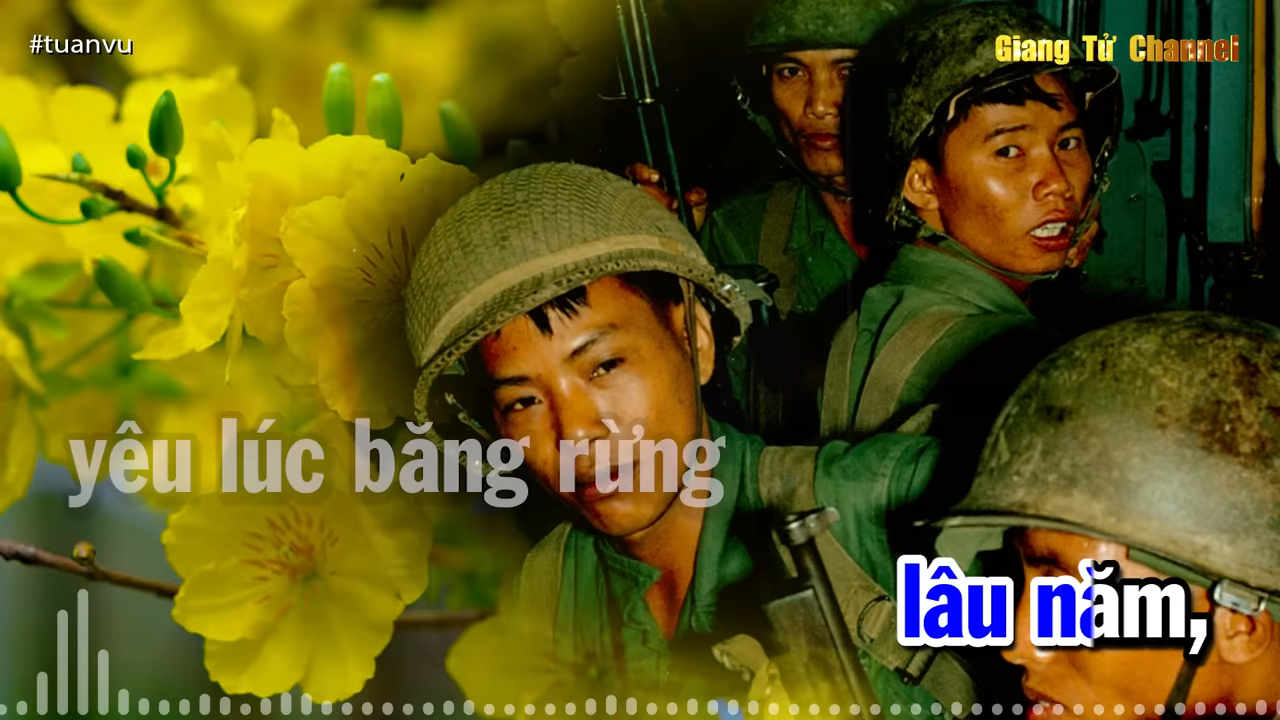 #tuanvu
Giang Tử Channel
yêu lúc băng rừng
lâu năm,